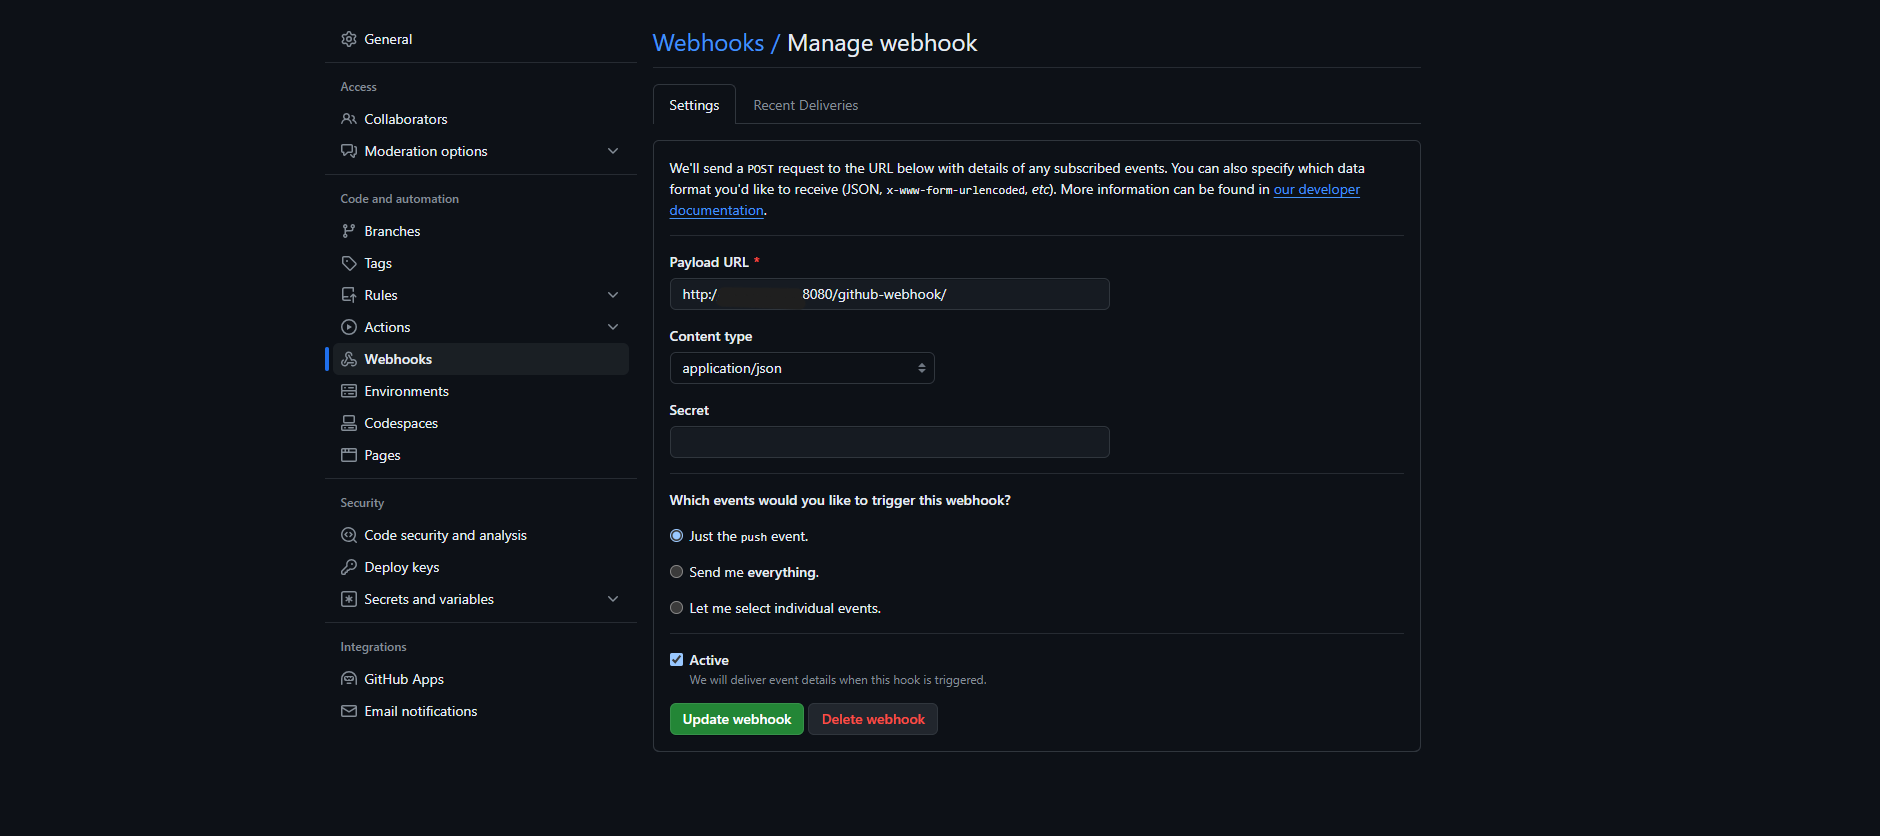 General
Access
Collaborators
Moderation options
Code and automation
Branches
Tags
Rules
Actions
Webhooks
Environments
Codespaces
Pages
Security
Code security and analysis
Deploy keys
Secrets and variables
Integrations
GitHub Apps
Email notifications
Webhooks / Manage webhook
Settings
Recent Deliveries
We'll send a POST request to the URL below with details of any subscribed events. You can also specify which data
format you'd like to receive (JSON, x-www-form-urlencoded, etc). More information can be found in our developer
documentation.
Payload URL *
http:/ 8080/github-webhook/
Content type
application/json
Secret
Which events would you like to trigger this webhook?
Just the push event.
Send me everything.
Let me select individual events.
Active
We will deliver event details when this hook is triggered.
Update webhook
Delete webhook